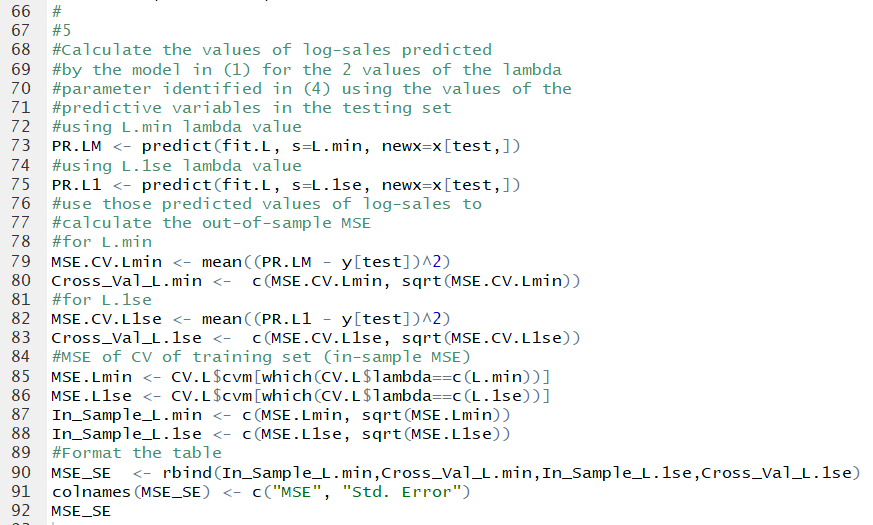 66 #
67 #5
68 #Calculate the values of log-sales predicted
69 #by the model in (1) for the 2 values of the lambda
70 #parameter identified in (4) using the values of the
71 #predictive variables in the testing set
72 #using L.min lambda value
73 PR.LM <- predict(fit.L, s=L.min, newx=x[test,])
74 #using L.1se lambda value
75 PR.L1 <- predict(fit.L, s=L.1se, newx=x[test,])
76 #use those predicted values of log-sales to
77 #calculate the out-of-sample MSE
78 #for L.min
79 MSE.CV.Lmin <- mean((PR.LM - y[test])^2)
80 Cross_Val_L.min <-  c(MSE.CV.Lmin, sqrt(MSE.CV.Lmin))
81 #for L.1se
82 MSE.CV.L1se <- mean((PR.L1 - y[test])^2)
83 Cross_Val_L.1se <-  c(MSE.CV.L1se, sqrt(MSE.CV.L1se))
84 #MSE of CV of training set (in-sample MSE)
85 MSE.Lmin <- CV.L$cvm[which(CV.L$lambda==c(L.min))]
86 MSE.L1se <- CV.L$cvm[which(CV.L$lambda==c(L.1se))]
87 In_Sample_L.min <- c(MSE.Lmin, sqrt(MSE.Lmin))
88 In_Sample_L.1se <- c(MSE.L1se, sqrt(MSE.L1se))
89 #Format the table
90 MSE_SE  <- rbind(In_Sample_L.min,Cross_Val_L.min,In_Sample_L.1se,Cross_Val_L.1se)
91 colnames(MSE_SE) <- c("MSE", "Std. Error")
92 MSE_SE